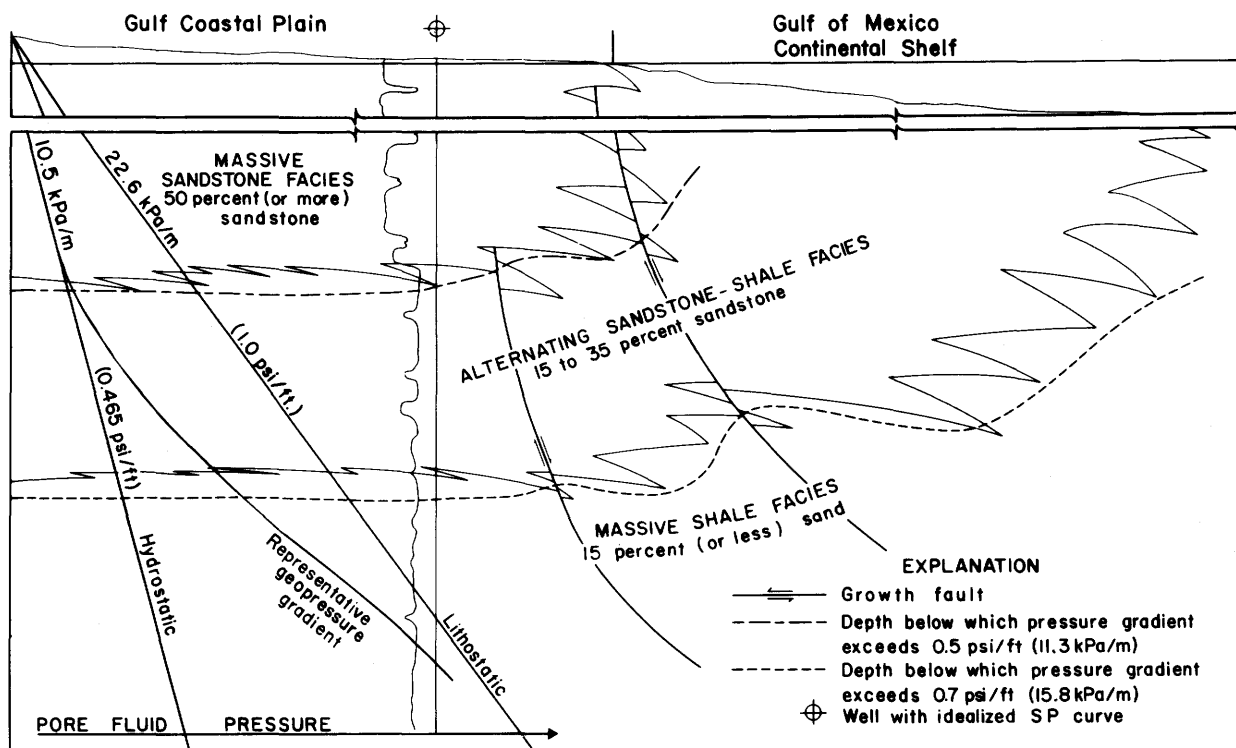 Gulf Coastal Plain
Gulf of Mexico
Continental Shelf
10.5 kPa/m
22.6 kPa/m
MASSIVE
SANDSTONE FACIES
50 percent (or more)
sandstone
ALTERNATING SANDSTONE-SHALE FACIES
15 to 35 percent sandstone
(1.0 psi/ft.)
(0.465 psi/ft)
MASSIVE SHALE FACIES
15 percent (or less) sand
Hydrostatic
Representative
geopressure
gradient
Lithostatic
EXPLANATION
Growth fault
Depth below which pressure gradient
exceeds 0.5 psi/ft (11.3 kPa/m)
Depth below which pressure gradient
exceeds 0.7 psi/ft (15.8 kPa/m)
Well with idealized SP curve
PORE FLUID PRESSURE